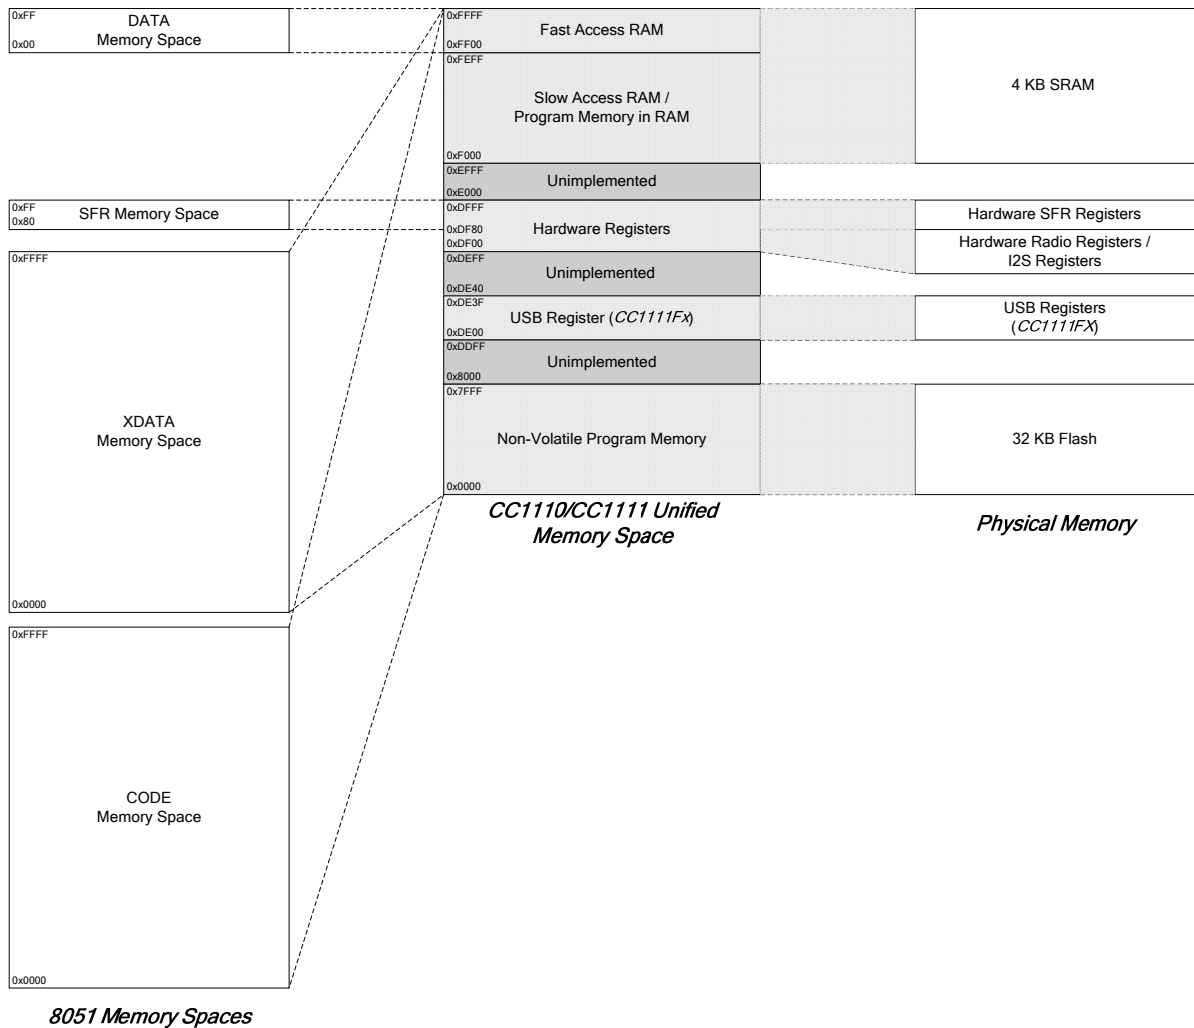 0xFF
DATA
Memory Space
0x00
0xFF
SFR Memory Space
0x80
0xFFFF
XDATA
Memory Space
0x0000
0xFFFF
CODE
Memory Space
0x0000
8051 Memory Spaces
0xFFFF
Fast Access RAM
0xFF00
0xFEFF
Slow Access RAM /
Program Memory in RAM
0xF000
0xEFFF
Unimplemented
0xE000
0xDFFF
Hardware Registers
0xDF80
0xDF00
0xDEFF
Unimplemented
0xDE40
0xDE3F
USB Register (CC1111Fx)
0xDE00
0xDDFF
Unimplemented
0x8000
0x7FFF
Non-Volatile Program Memory
0x0000
CC1110/CC1111 Unified
Memory Space
4 KB SRAM
Hardware SFR Registers
Hardware Radio Registers /
I2S Registers
USB Registers
(CC1111FX)
32 KB Flash
Physical Memory